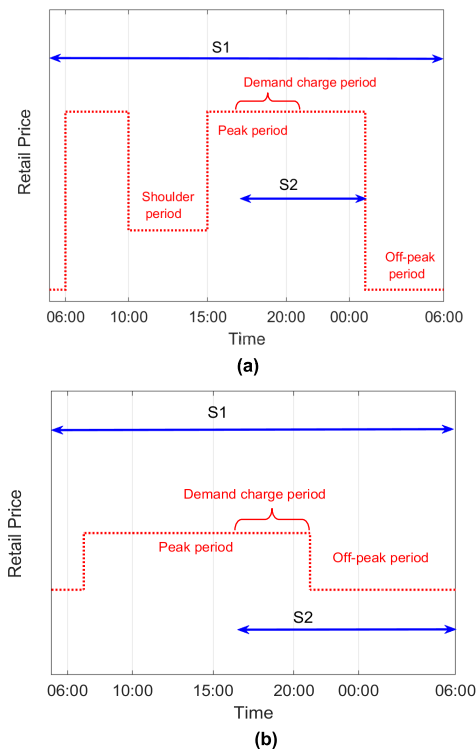 S1
Demand charge period
Peak period
Shoulder
period
S2
Off-peak
period
Retail Price
06:00 10:00 15:00 20:00 00:00 06:00
Time
(a)
S1
Demand charge period
Peak period
Off-peak period
S2
Retail Price
06:00 10:00 15:00 20:00 00:00 06:00
Time
(b)